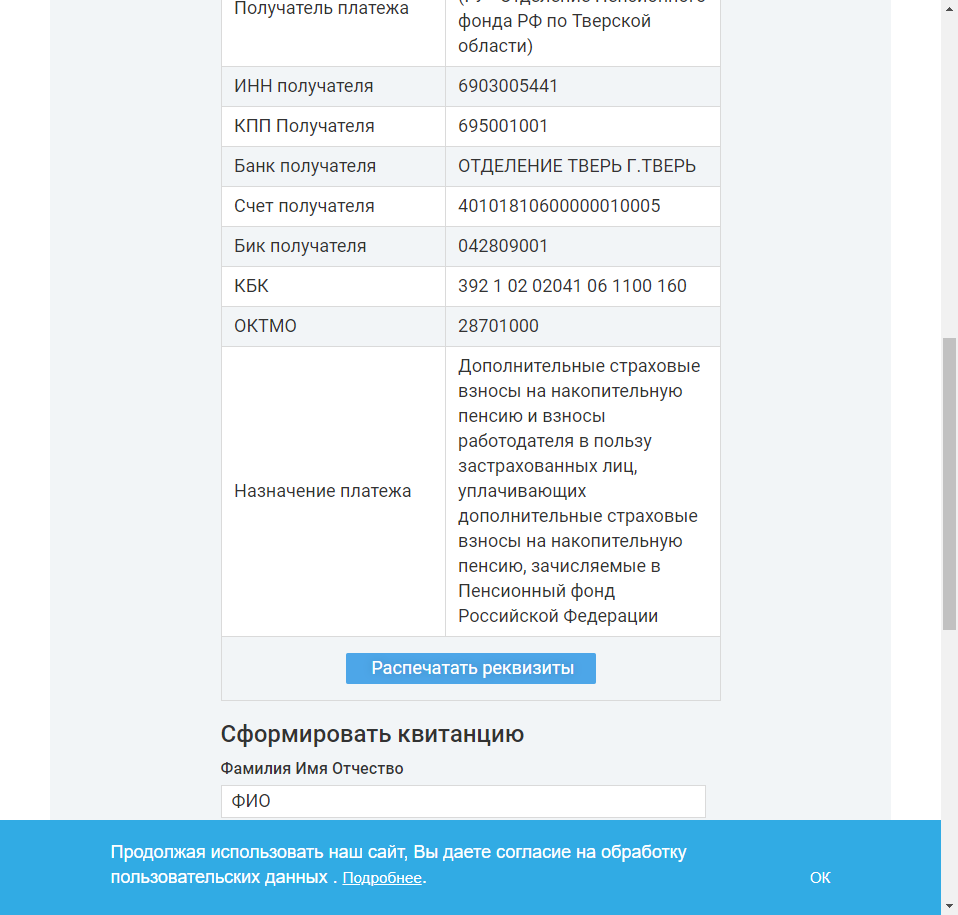 Получатель платежа
фонда РФ по Тверской
области)
ИНН получателя
6903005441
КПП Получателя
695001001
Банк получателя
ОТДЕЛЕНИЕ ТВЕРЬ Г.ТВЕРЬ
Счет получателя
40101810600000010005
Бик получателя
042809001
КБК
392 1 02 02041 06 1100 160
ОКТМО
28701000
Назначение платежа
Дополнительные страховые
взносы на накопительную
пенсию и взносы
работодателя в пользу
застрахованных лиц,
уплачивающих
дополнительные страховые
взносы на накопительную
пенсию, зачисляемые в
Пенсионный фонд
Российской Федерации
Распечатать реквизиты
Сформировать квитанцию
Фамилия Имя Отчество
ФИО
Продолжая использовать наш сайт, Вы даете согласие на обработку
пользовательских данных . Подробнее.
ОК